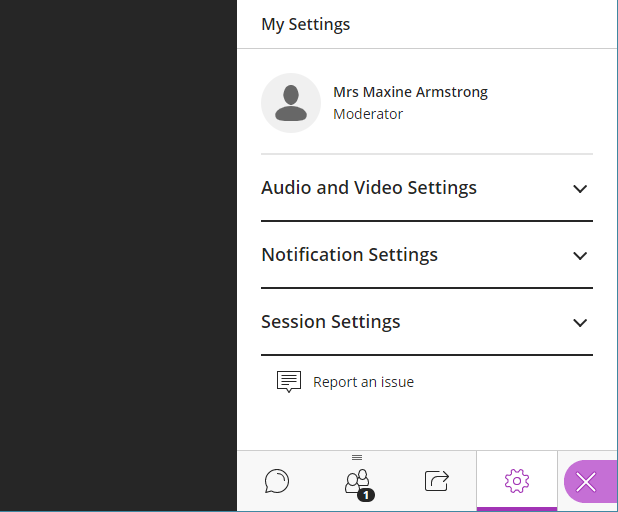 My Settings
Mrs Maxine Armstrong
Moderator
Audio and Video Settings
Notification Settings
Session Settings
Report an issue
1